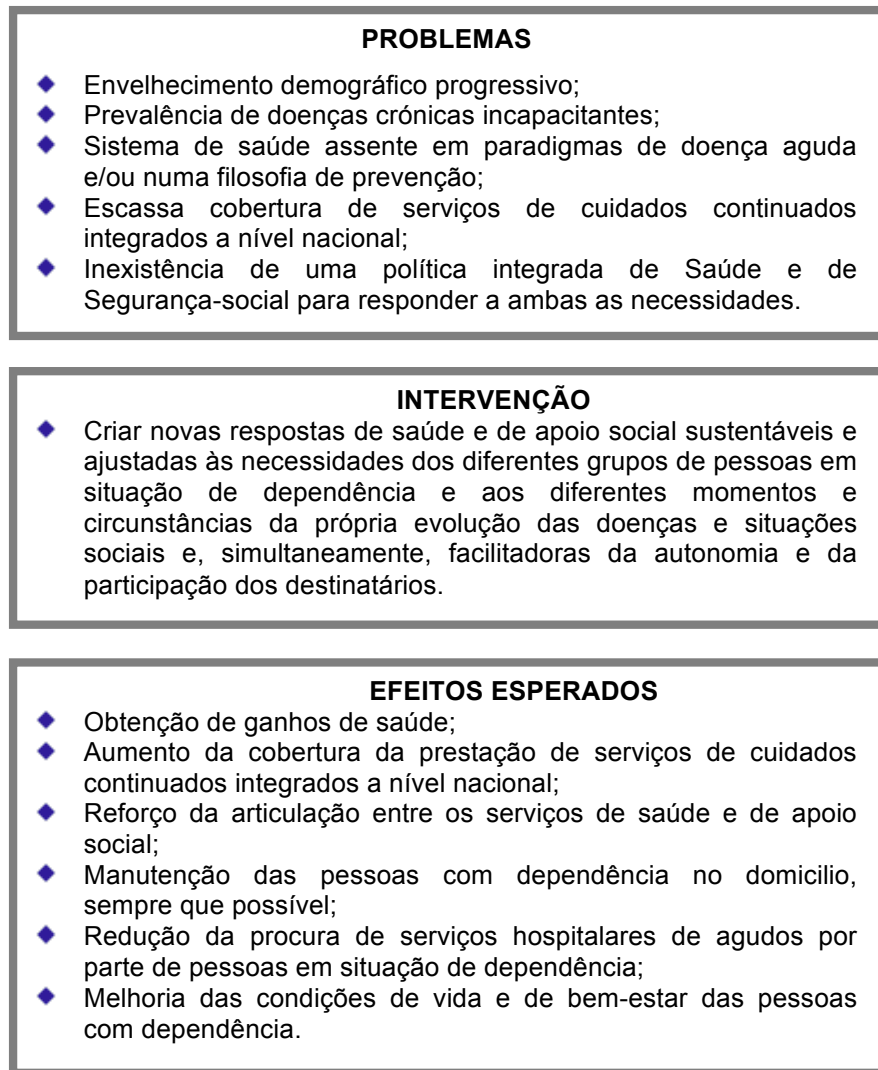 PROBLEMAS
Envelhecimento demográfico progressivo;
Prevalência de doenças crónicas incapacitantes;
Sistema de saúde assente em paradigmas de doença aguda
e/ou numa filosofia de prevenção;
Escassa cobertura de serviços de cuidados continuados
integrados a nível nacional;
Inexistência de uma política integrada de Saúde e de
Segurança-social para responder a ambas as necessidades.
INTERVENÇÃO
Criar novas respostas de saúde e de apoio social sustentáveis e
ajustadas às necessidades dos diferentes grupos de pessoas em
situação de dependência e aos diferentes momentos e
circunstâncias da própria evolução das doenças e situações
sociais e, simultaneamente, facilitadoras da autonomia e da
participação dos destinatários.
EFEITOS ESPERADOS
Obtenção de ganhos de saúde;
Aumento da cobertura da prestação de serviços de cuidados
continuados integrados a nível nacional;
Reforço da articulação entre os serviços de saúde e de apoio
social;
Manutenção das pessoas com dependência no domicilio,
sempre que possível;
Redução da procura de serviços hospitalares de agudos por
parte de pessoas em situação de dependência;
Melhoria das condições de vida e de bem-estar das pessoas
com dependência.